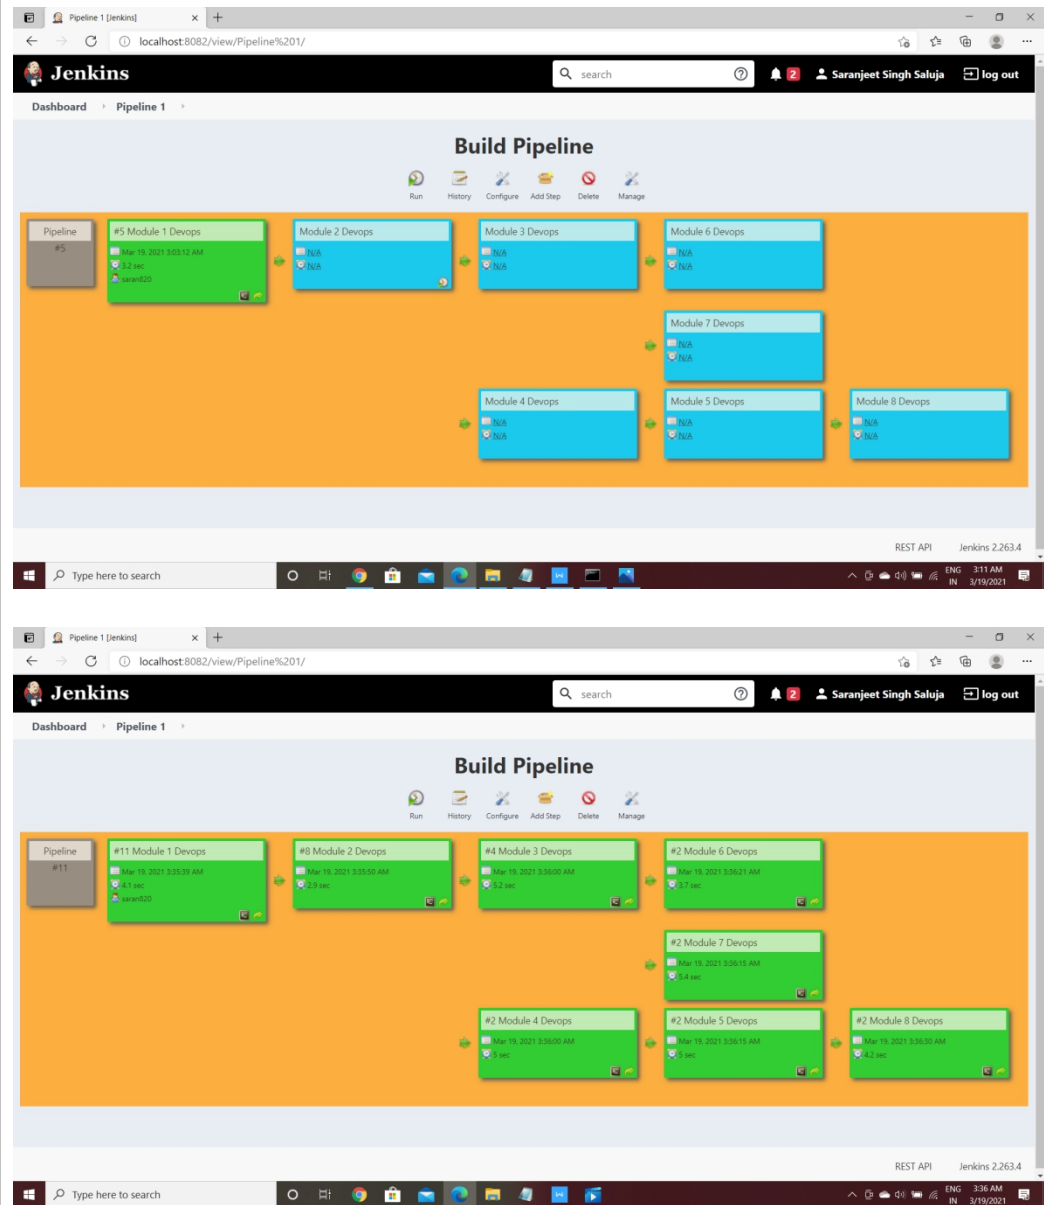 Pipeline 1 [Jenkins]
localhost:8082/view/Pipeline%201/
Jenkins
search
2
Saranjeet Singh Saluja
log out
Dashboard
Pipeline 1
Build Pipeline
Run History Configure Add Step Delete Manage
Pipeline
#5
#5 Module 1 Devops
Mar 19, 2021 3:03:12 AM
3.2 sec
saran820
Module 2 Devops
N/A
N/A
Module 3 Devops
N/A
N/A
Module 6 Devops
N/A
N/A
Module 7 Devops
N/A
N/A
Module 4 Devops
N/A
N/A
Module 5 Devops
N/A
N/A
Module 8 Devops
N/A
N/A
REST API Jenkins 2.263.4
Type here to search
ENG
IN
3:11 AM
3/19/2021
Pipeline 1 [Jenkins]
localhost:8082/view/Pipeline%201/
Jenkins
search
2
Saranjeet Singh Saluja
log out
Dashboard
Pipeline 1
Build Pipeline
Run History Configure Add Step Delete Manage
Pipeline
#11
#11 Module 1 Devops
Mar 19, 2021 3:35:39 AM
4.1 sec
saran820
#8 Module 2 Devops
Mar 19, 2021 3:35:50 AM
2.9 sec
#4 Module 3 Devops
Mar 19, 2021 3:36:00 AM
5.2 sec
#2 Module 6 Devops
Mar 19, 2021 3:36:21 AM
3.7 sec
#2 Module 7 Devops
Mar 19, 2021 3:36:15 AM
5.4 sec
#2 Module 4 Devops
Mar 19, 2021 3:36:00 AM
5 sec
#2 Module 5 Devops
Mar 19, 2021 3:36:15 AM
5 sec
#2 Module 8 Devops
Mar 19, 2021 3:36:30 AM
4.2 sec
REST API Jenkins 2.263.4
Type here to search
ENG
IN
3:36 AM
3/19/2021